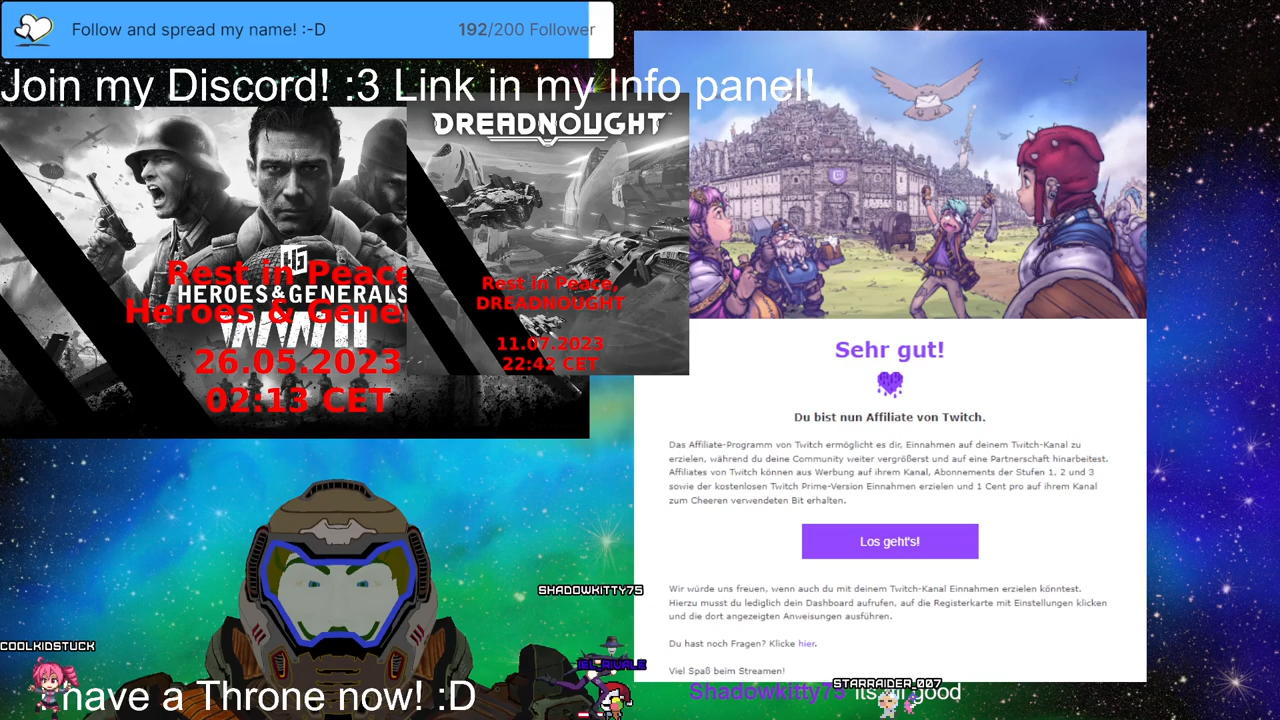 Follow and spread my name! :-D
192/200 Follower
Join my Discord! :3 Link in my Info panel!
DREADNOUGHT
Rest in Peace
HEROES & GENERALS
Heroes & Gener
WWII
26.05.2023
02:13 CET
Rest in Peace,
DREADNOUGHT
11.07.2023
22:42 CET
Sehr gut!
Du bist nun Affiliate von Twitch.
Das Affiliate-Programm von Twitch ermöglicht es dir, Einnahmen auf deinem Twitch-Kanal zu
erzielen, während du deine Community weiter vergrößerst und auf eine Partnerschaft hinarbeitest.
Affiliates von Twitch können aus Werbung auf ihrem Kanal, Abonnements der Stufen 1, 2 und 3
sowie der kostenlosen Twitch Prime-Version Einnahmen erzielen und 1 Cent pro auf ihrem Kanal
zum Cheeren verwendeten Bit erhalten.
Los geht's!
Wir würde uns freuen, wenn auch du mit deinem Twitch-Kanal Einnahmen erzielen könntest.
Hierzu musst du lediglich dein Dashboard aufrufen, auf die Registerkarte mit Einstellungen klicken
und die dort angezeigten Anweisungen ausführen.
Du hast noch Fragen? Klicke hier.
Viel Spaß beim Streamen!
SHADOWKITTY75
COOLKIDSTUCK
IEL_RIVALE
STARRAIDER_007
have a Throne now! :D
Shadowkitty75 its all good